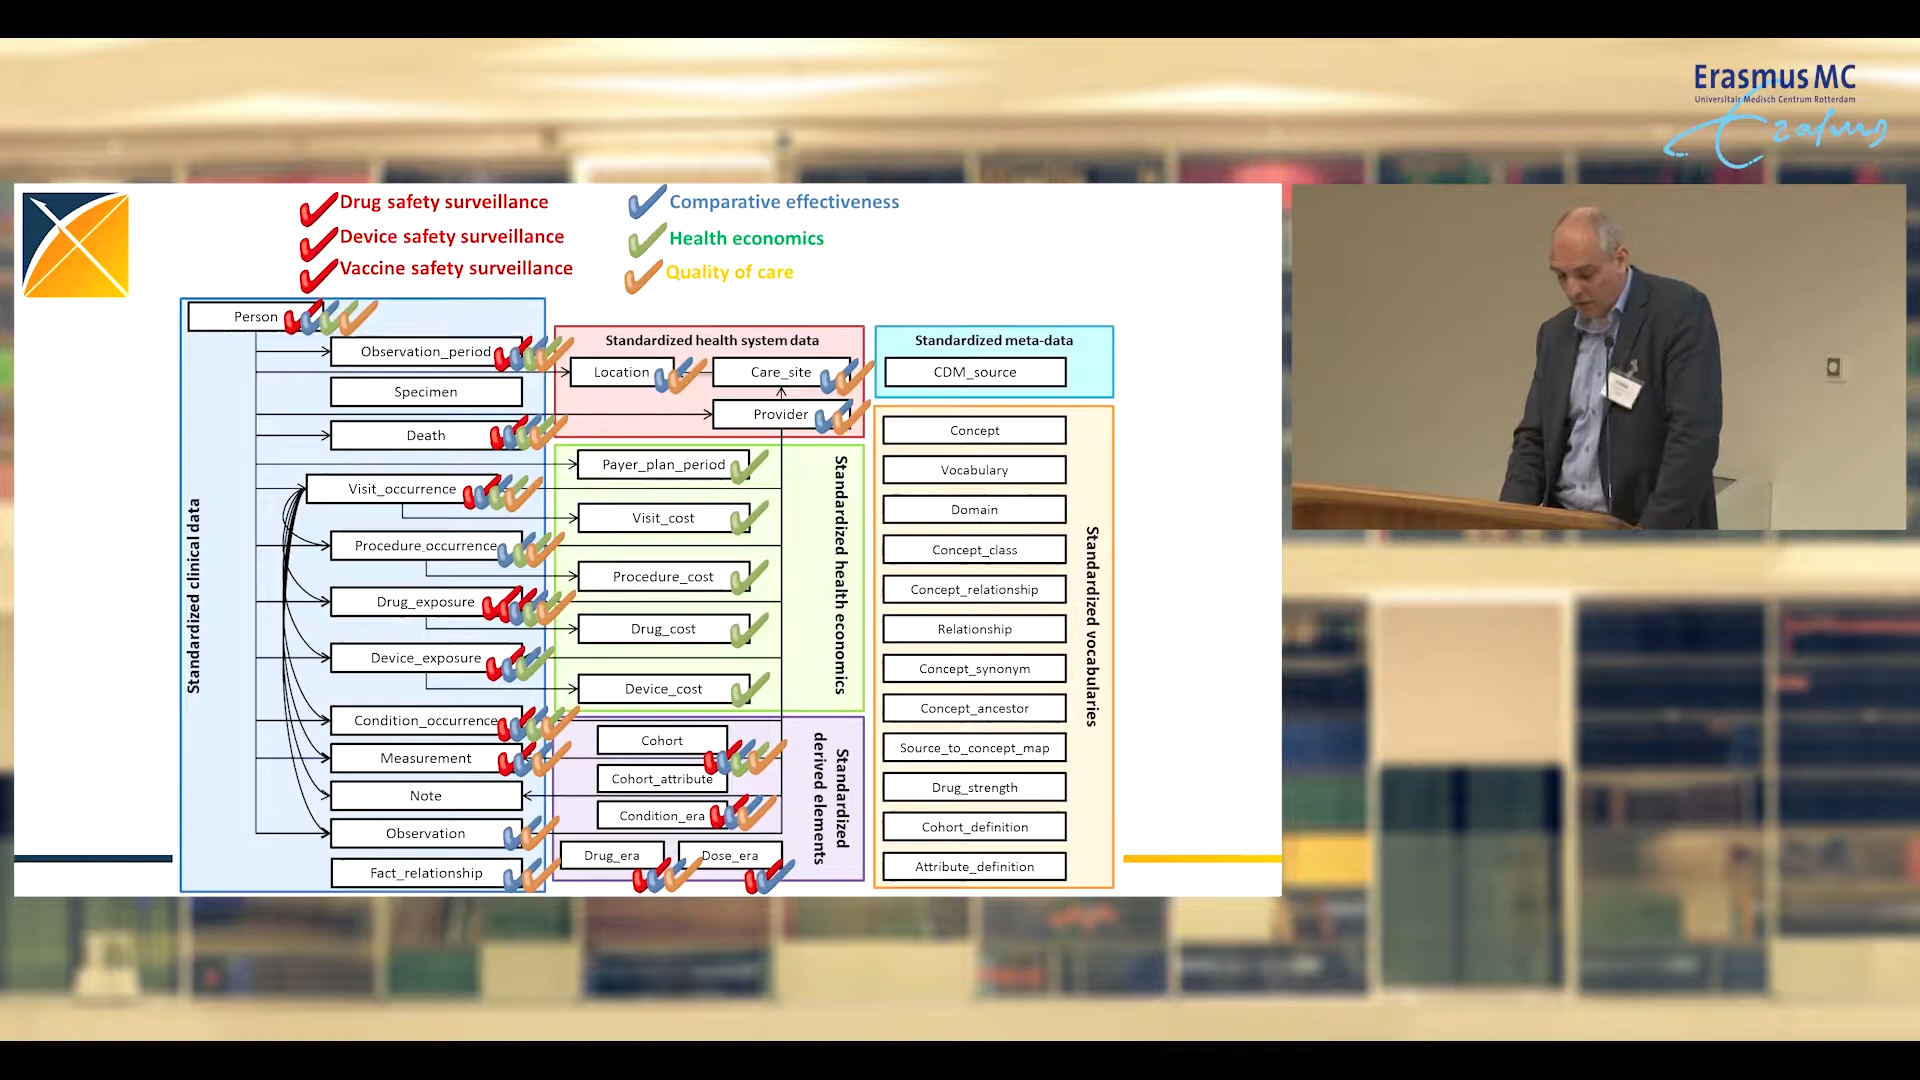 Erasmus MC
Universitair Medisch Centrum Rotterdam
Erasmus
Drug safety surveillance
Device safety surveillance
Vaccine safety surveillance
Comparative effectiveness
Health economics
Quality of care
Standardized clinical data
Person
Observation_period
Specimen
Death
Visit_occurrence
Procedure_occurrence
Drug_exposure
Device_exposure
Condition_occurrence
Measurement
Note
Observation
Fact_relationship
Standardized health system data
Location
Care_site
Provider
Standardized health economics
Payer_plan_period
Visit_cost
Procedure_cost
Drug_cost
Device_cost
Standardized
derived elements
Cohort
Cohort_attribute
Condition_era
Drug_era
Dose_era
Standardized meta-data
CDM_source
Standardized vocabularies
Concept
Vocabulary
Domain
Concept_class
Concept_relationship
Relationship
Concept_synonym
Concept_ancestor
Source_to_concept_map
Drug_strength
Cohort_definition
Attribute_definition